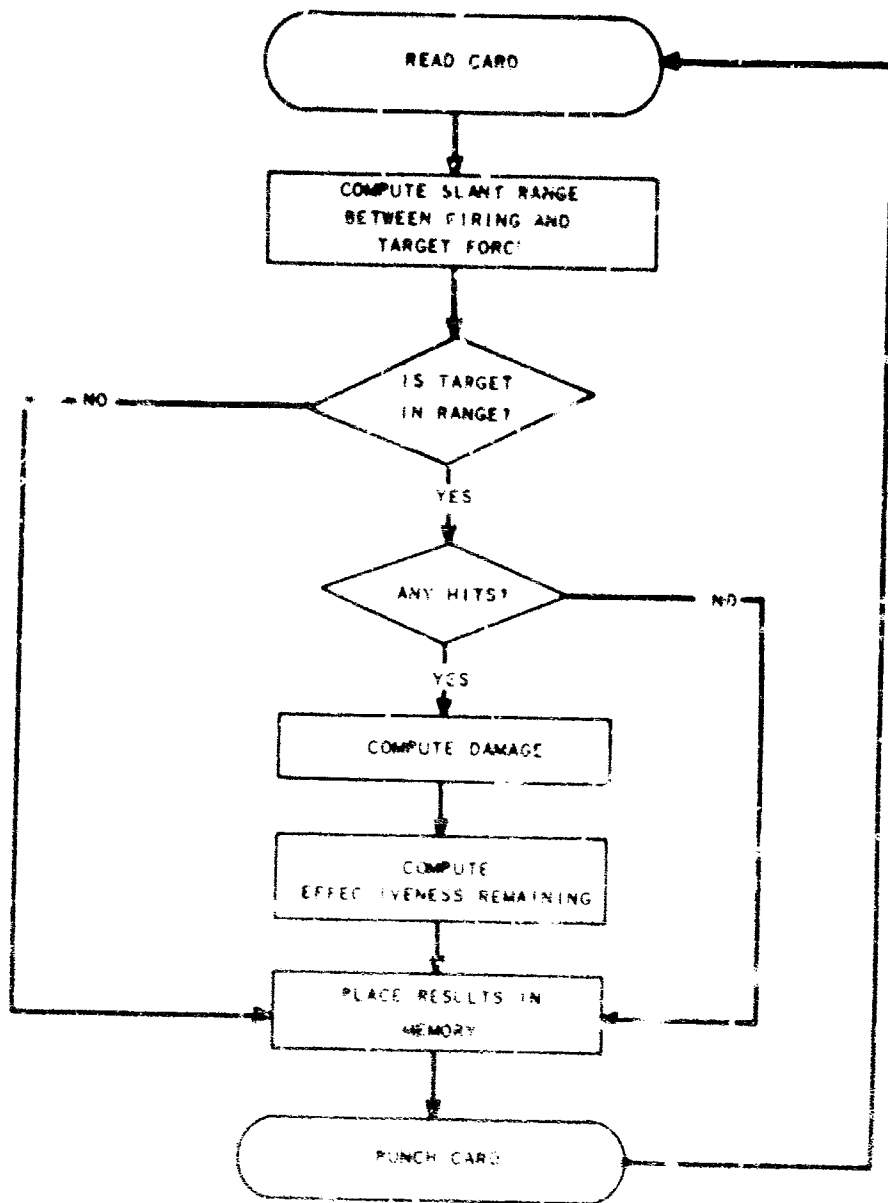 READ CARD
COMPUTE SLANT RANGE
BETWEEN FIRING AND
TARGET FORC
IS TARGET
IN RANGE?
NO
YES
ANY HITS?
NO
YES
COMPUTE DAMAGE
COMPUTE
EFFECTIVENESS REMAINING
PLACE RESULTS IN
MEMORY
PUNCH CARD